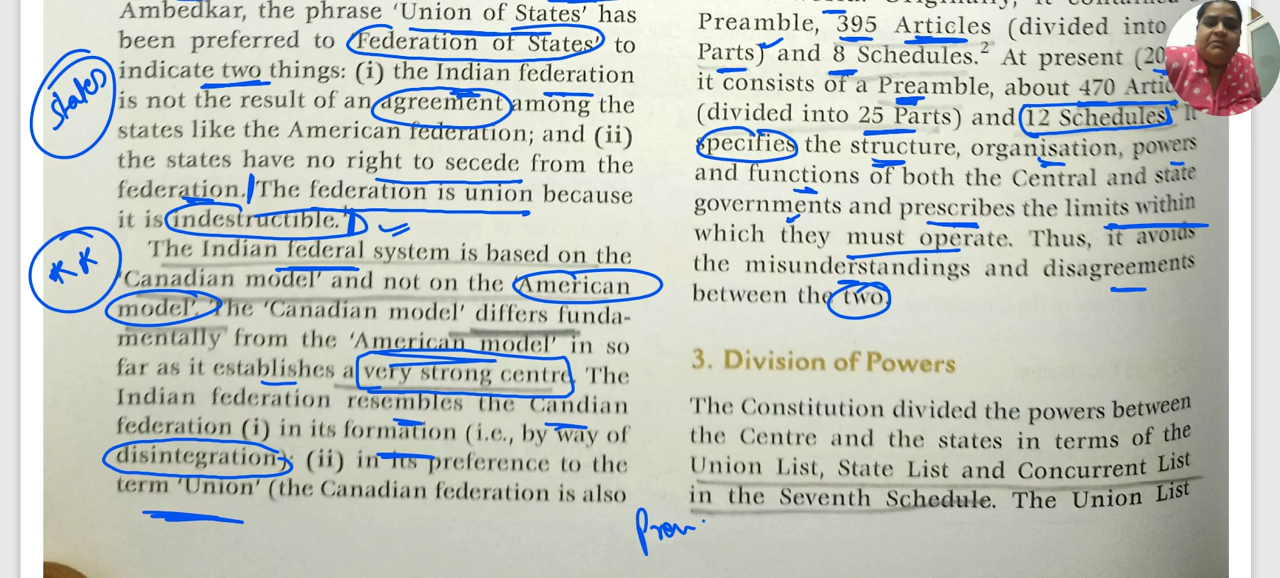 Ambedkar, the phrase 'Union of States' has
been preferred to 'Federation of States' to
indicate two things: (i) the Indian federation
is not the result of an agreement among the
states like the American federation; and (ii)
the states have no right to secede from the
federation. The federation is union because
it is indestructible.
The Indian federal system is based on the
'Canadian model' and not on the 'American
model'. The 'Canadian model' differs funda-
mentally from the 'American model' in so
far as it establishes a very strong centre. The
Indian federation resembles the Candian
federation (i) in its formation (i.e., by way of
disintegration); (ii) in its preference to the
term 'Union' (the Canadian federation is also
States
KK
Preamble, 395 Articles (divided into
Parts) and 8 Schedules.2 At present (20
it consists of a Preamble, about 470 Artic
(divided into 25 Parts) and 12 Schedules It
specifies the structure, organisation, powers
and functions of both the Central and state
governments and prescribes the limits within
which they must operate. Thus, it avoids
the misunderstandings and disagreements
between the two.
3. Division of Powers
The Constitution divided the powers between
the Centre and the states in terms of the
Union List, State List and Concurrent List
in the Seventh Schedule. The Union List
Prov.